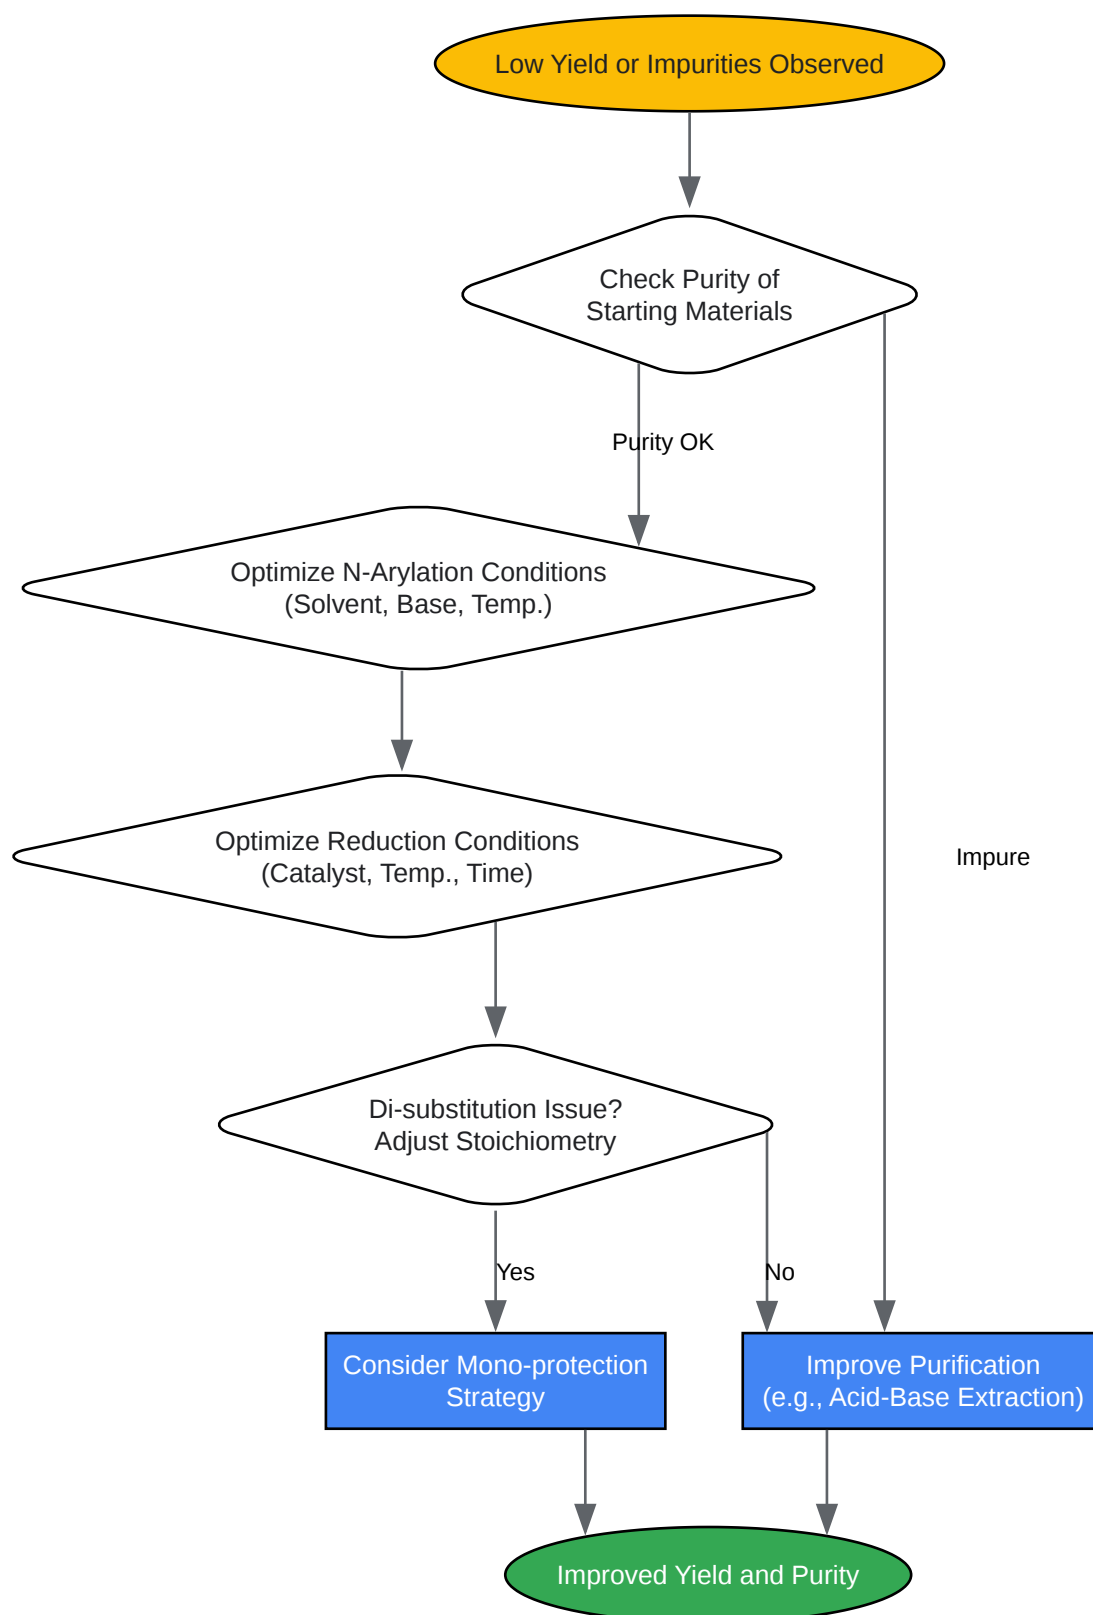 Low Yield or Impurities Observed
Check Purity of
Starting Materials
Purity OK
Optimize N-Arylation Conditions
(Solvent, Base, Temp.)
Optimize Reduction Conditions
(Catalyst, Temp., Time)
Impure
Di-substitution Issue?
Adjust Stoichiometry
Yes
No
Consider Mono-protection
Strategy
Improve Purification
(e.g., Acid-Base Extraction)
Improved Yield and Purity